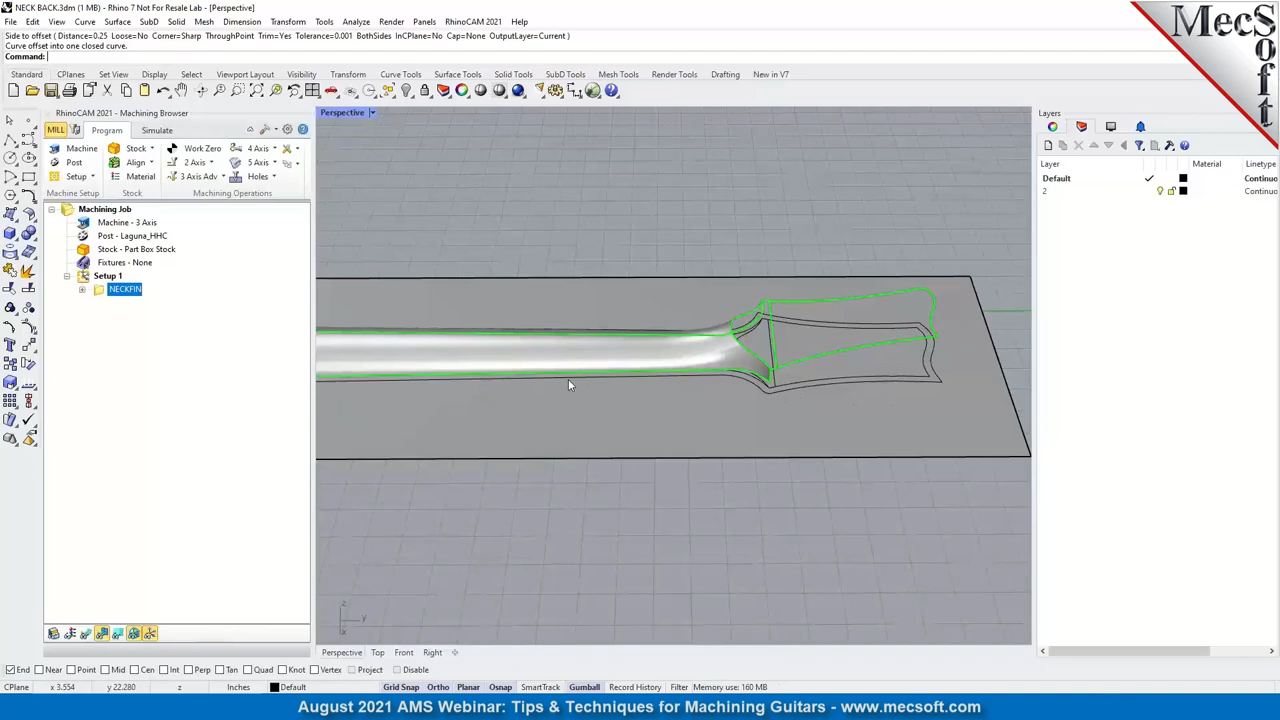 NECK BACK.3dm (1 MB) - Rhino 7 Not For Resale Lab - [Perspective]
File Edit View Curve Surface SubD Solid Mesh Dimension Transform Tools Analyze Render Panels RhinoCAM 2021 Help
Side to offset ( Distance=0.25 Loose=No Corner=Sharp ThroughPoint Trim=Yes Tolerance=0.001 BothSides InCPlane=No Cap=None OutputLayer=Current )
Curve offset into one closed curve.
Command:
Standard CPlanes Set View Display Select Viewport Layout Visibility Transform Curve Tools Surface Tools Solid Tools SubD Tools Mesh Tools Render Tools Drafting New in V7
MecSoft
RhinoCAM 2021 - Machining Browser
MILL Program Simulate
Machine Stock Work Zero 4 Axis
Post Align 2 Axis 5 Axis
Setup Material 3 Axis Adv Holes
Machine Setup Stock Machining Operations
Machining Job
Machine - 3 Axis
Post - Laguna_HHC
Stock - Part Box Stock
Fixtures - None
Setup 1
NECKFIN
Perspective
z
y
x
Perspective Top Front Right
Layers
Layer Material Linetype
Default Continuo
2 Continuo
End Near Point Mid Cen Int Perp Tan Quad Knot Vertex Project Disable
CPlane x 3.554 y 22.280 z Inches Default Grid Snap Ortho Planar Osnap SmartTrack Gumball Record History Filter Memory use: 160 MB
August 2021 AMS Webinar: Tips & Techniques for Machining Guitars - www.mecsoft.com